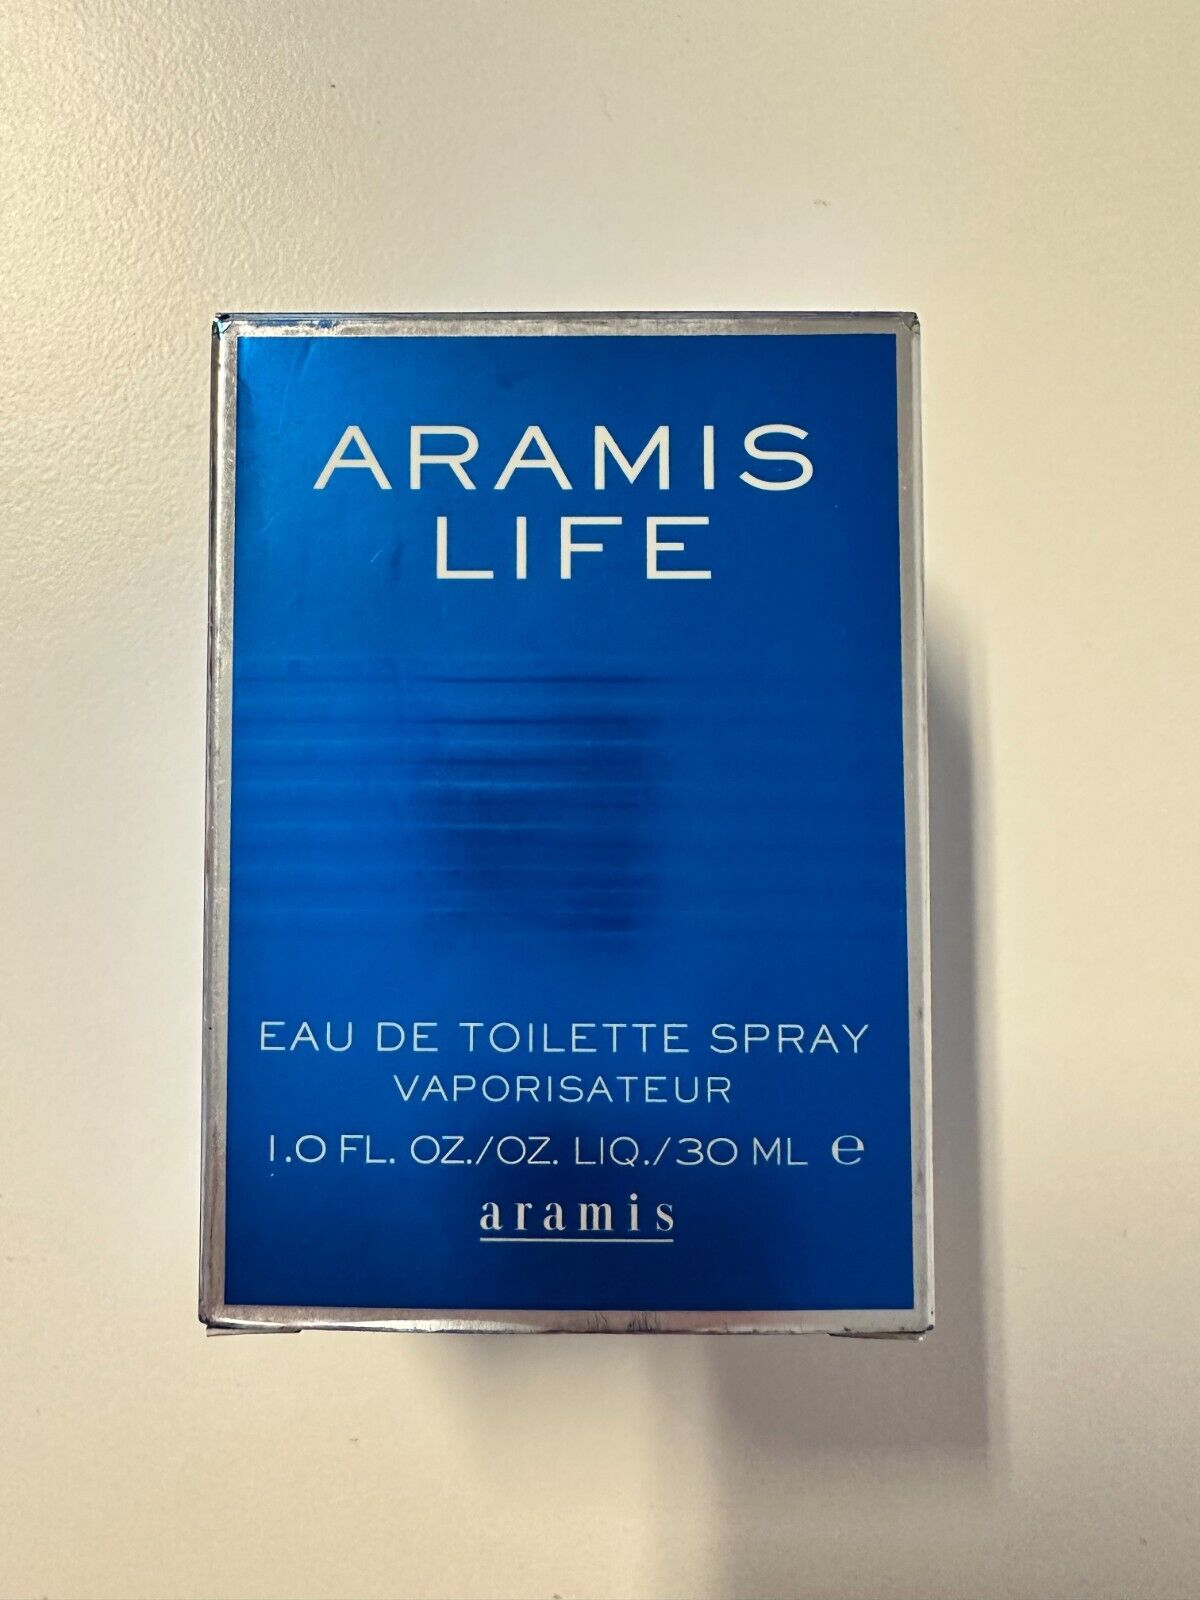 ARAMIS
LIFE
EAU DE TOILETTE SPRAY
VAPORISATEUR
1.0 FL. OZ./OZ. LIQ./30 ML ℮
aramis